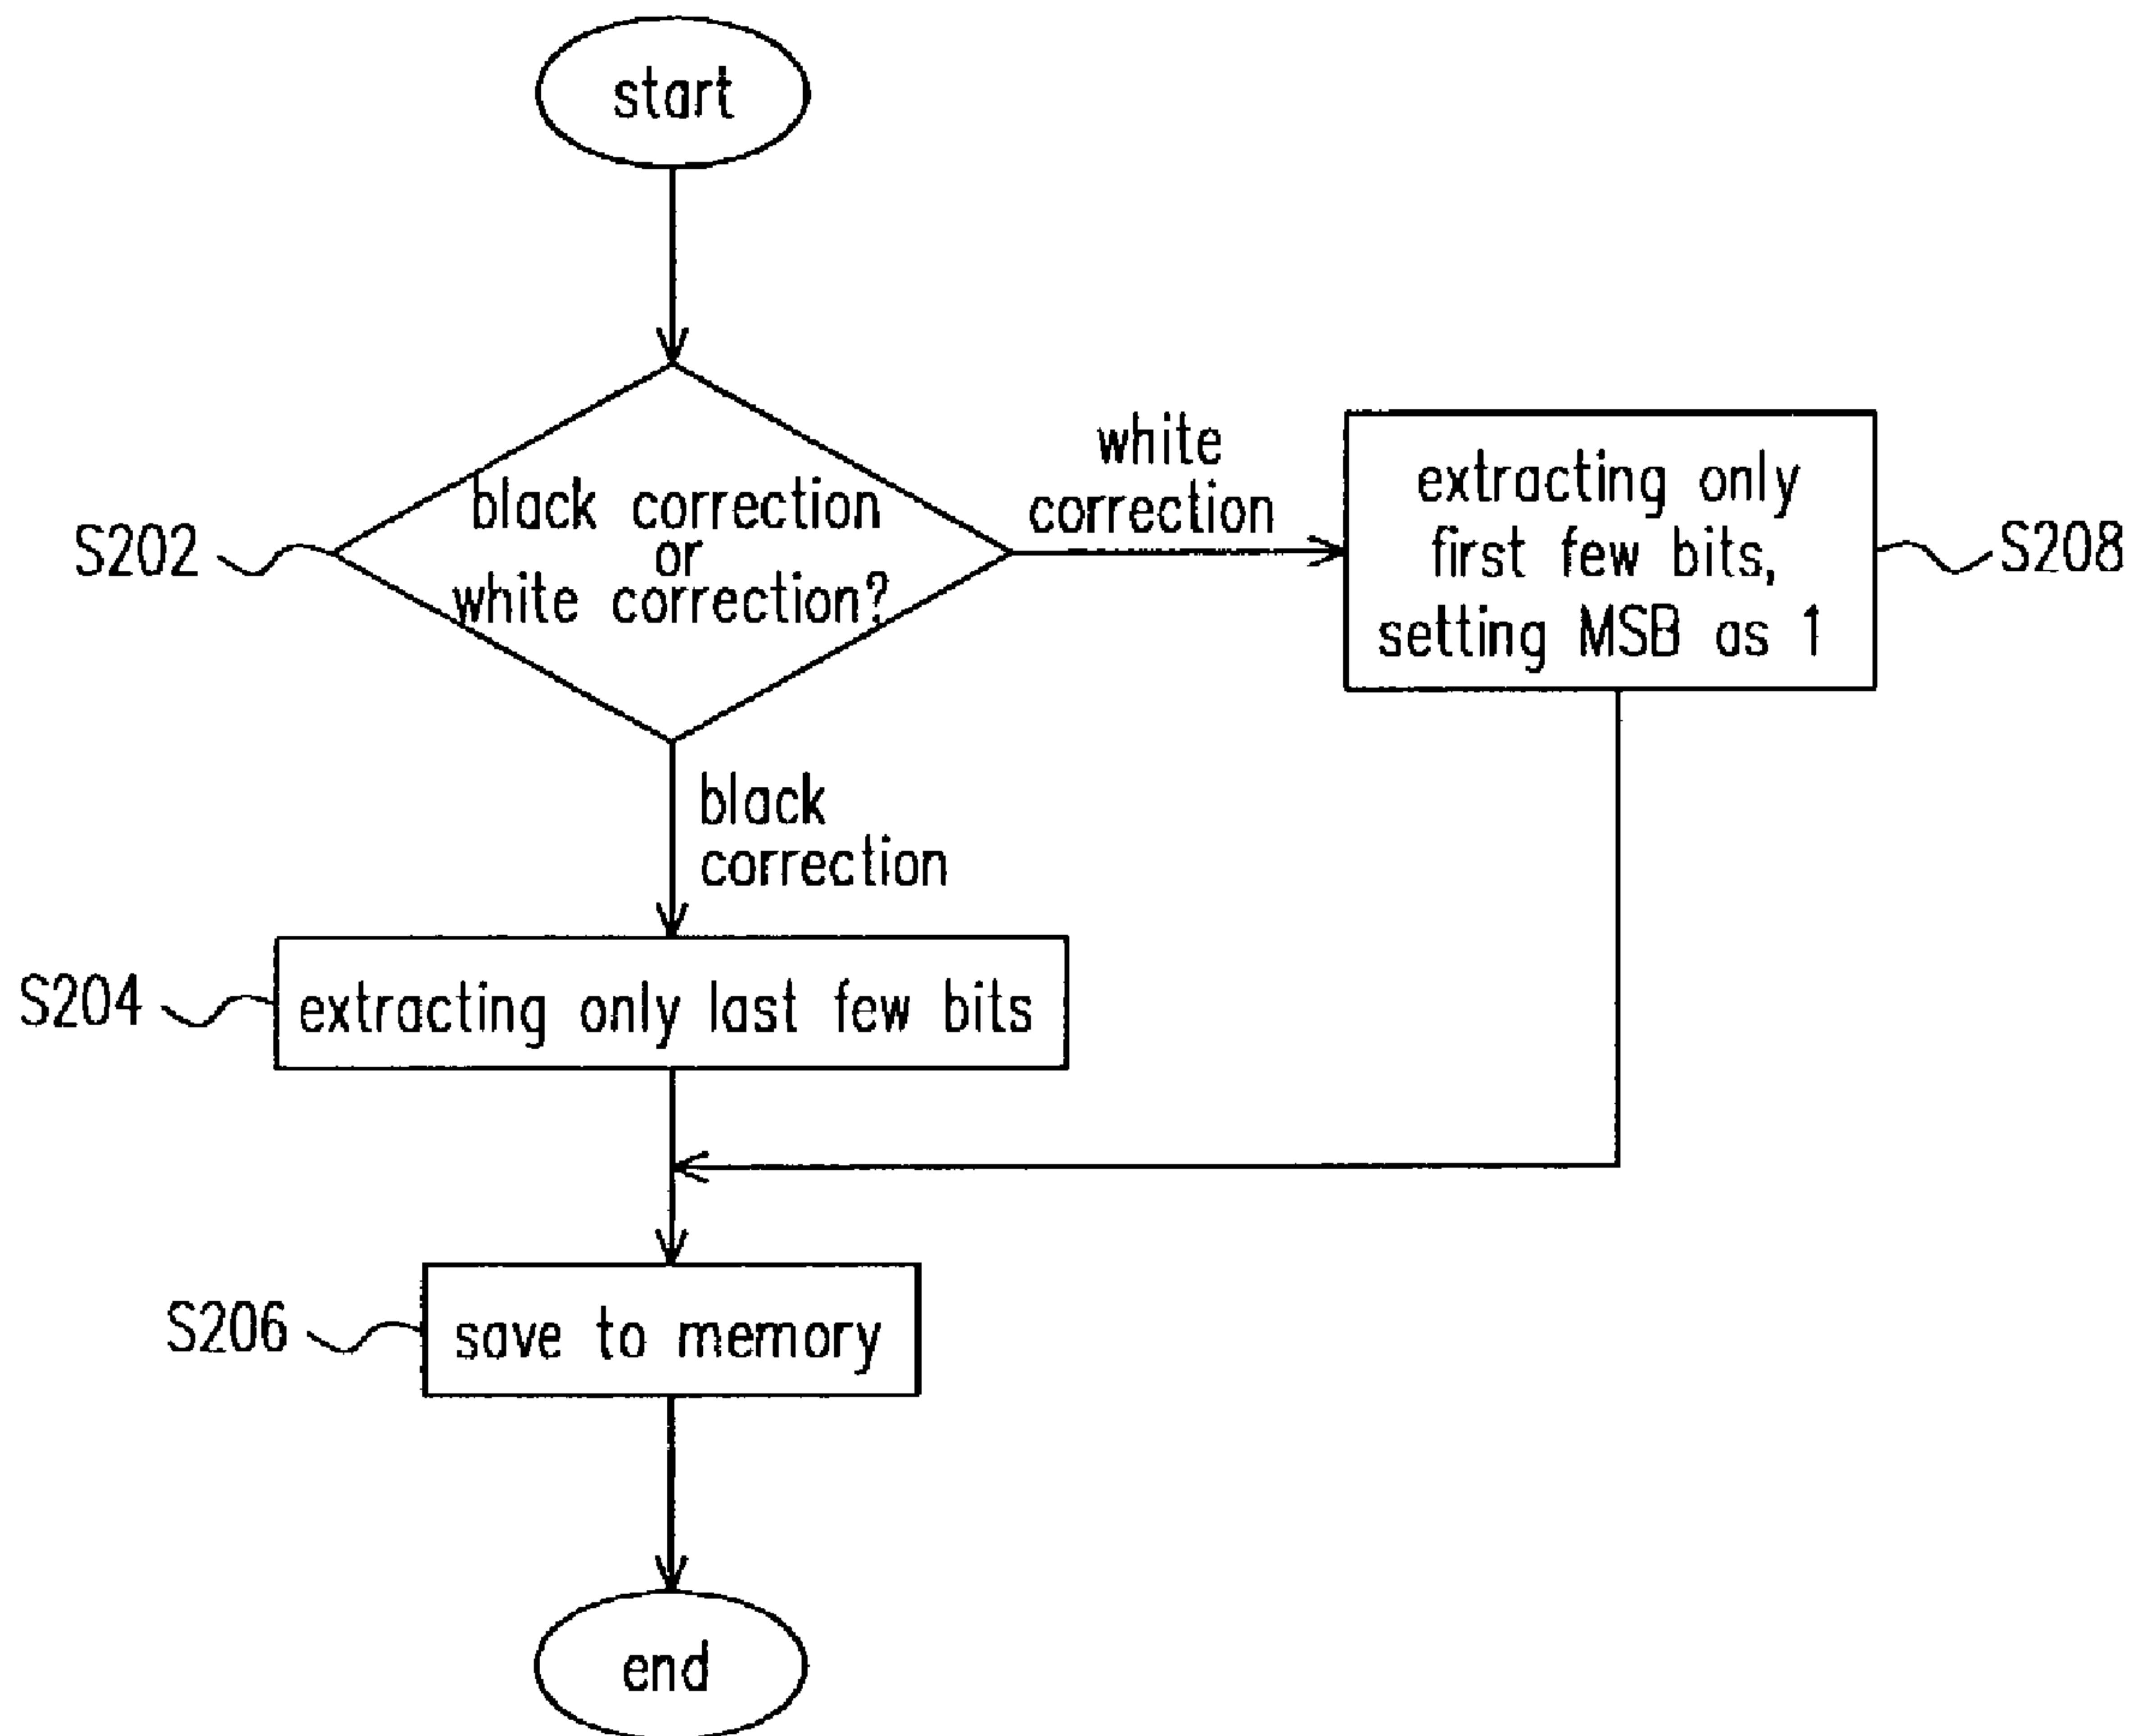 start
S202
black correction
or
white correction?
white
correction
extracting only
first few bits,
setting MSB as 1
S208
black
correction
S204
extracting only last few bits
S206
save to memory
end